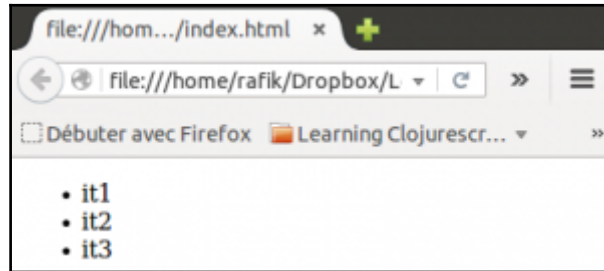 file:///hom.../index.html ×
file:///home/rafik/Dropbox/L
Débuter avec Firefox Learning Clojurescr...
• it1
• it2
• it3